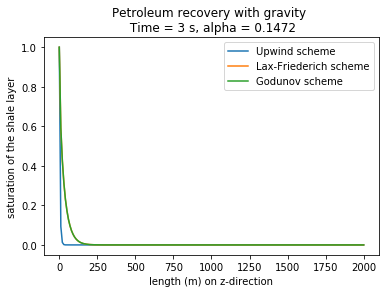 Petroleum recovery with gravity
Time = 3 s, alpha = 0.1472
Upwind scheme
Lax-Friederich scheme
Godunov scheme
saturation of the shale layer
1.0
0.8
0.6
0.4
0.2
0.0
0 250 500 750 1000 1250 1500 1750 2000
length (m) on z-direction